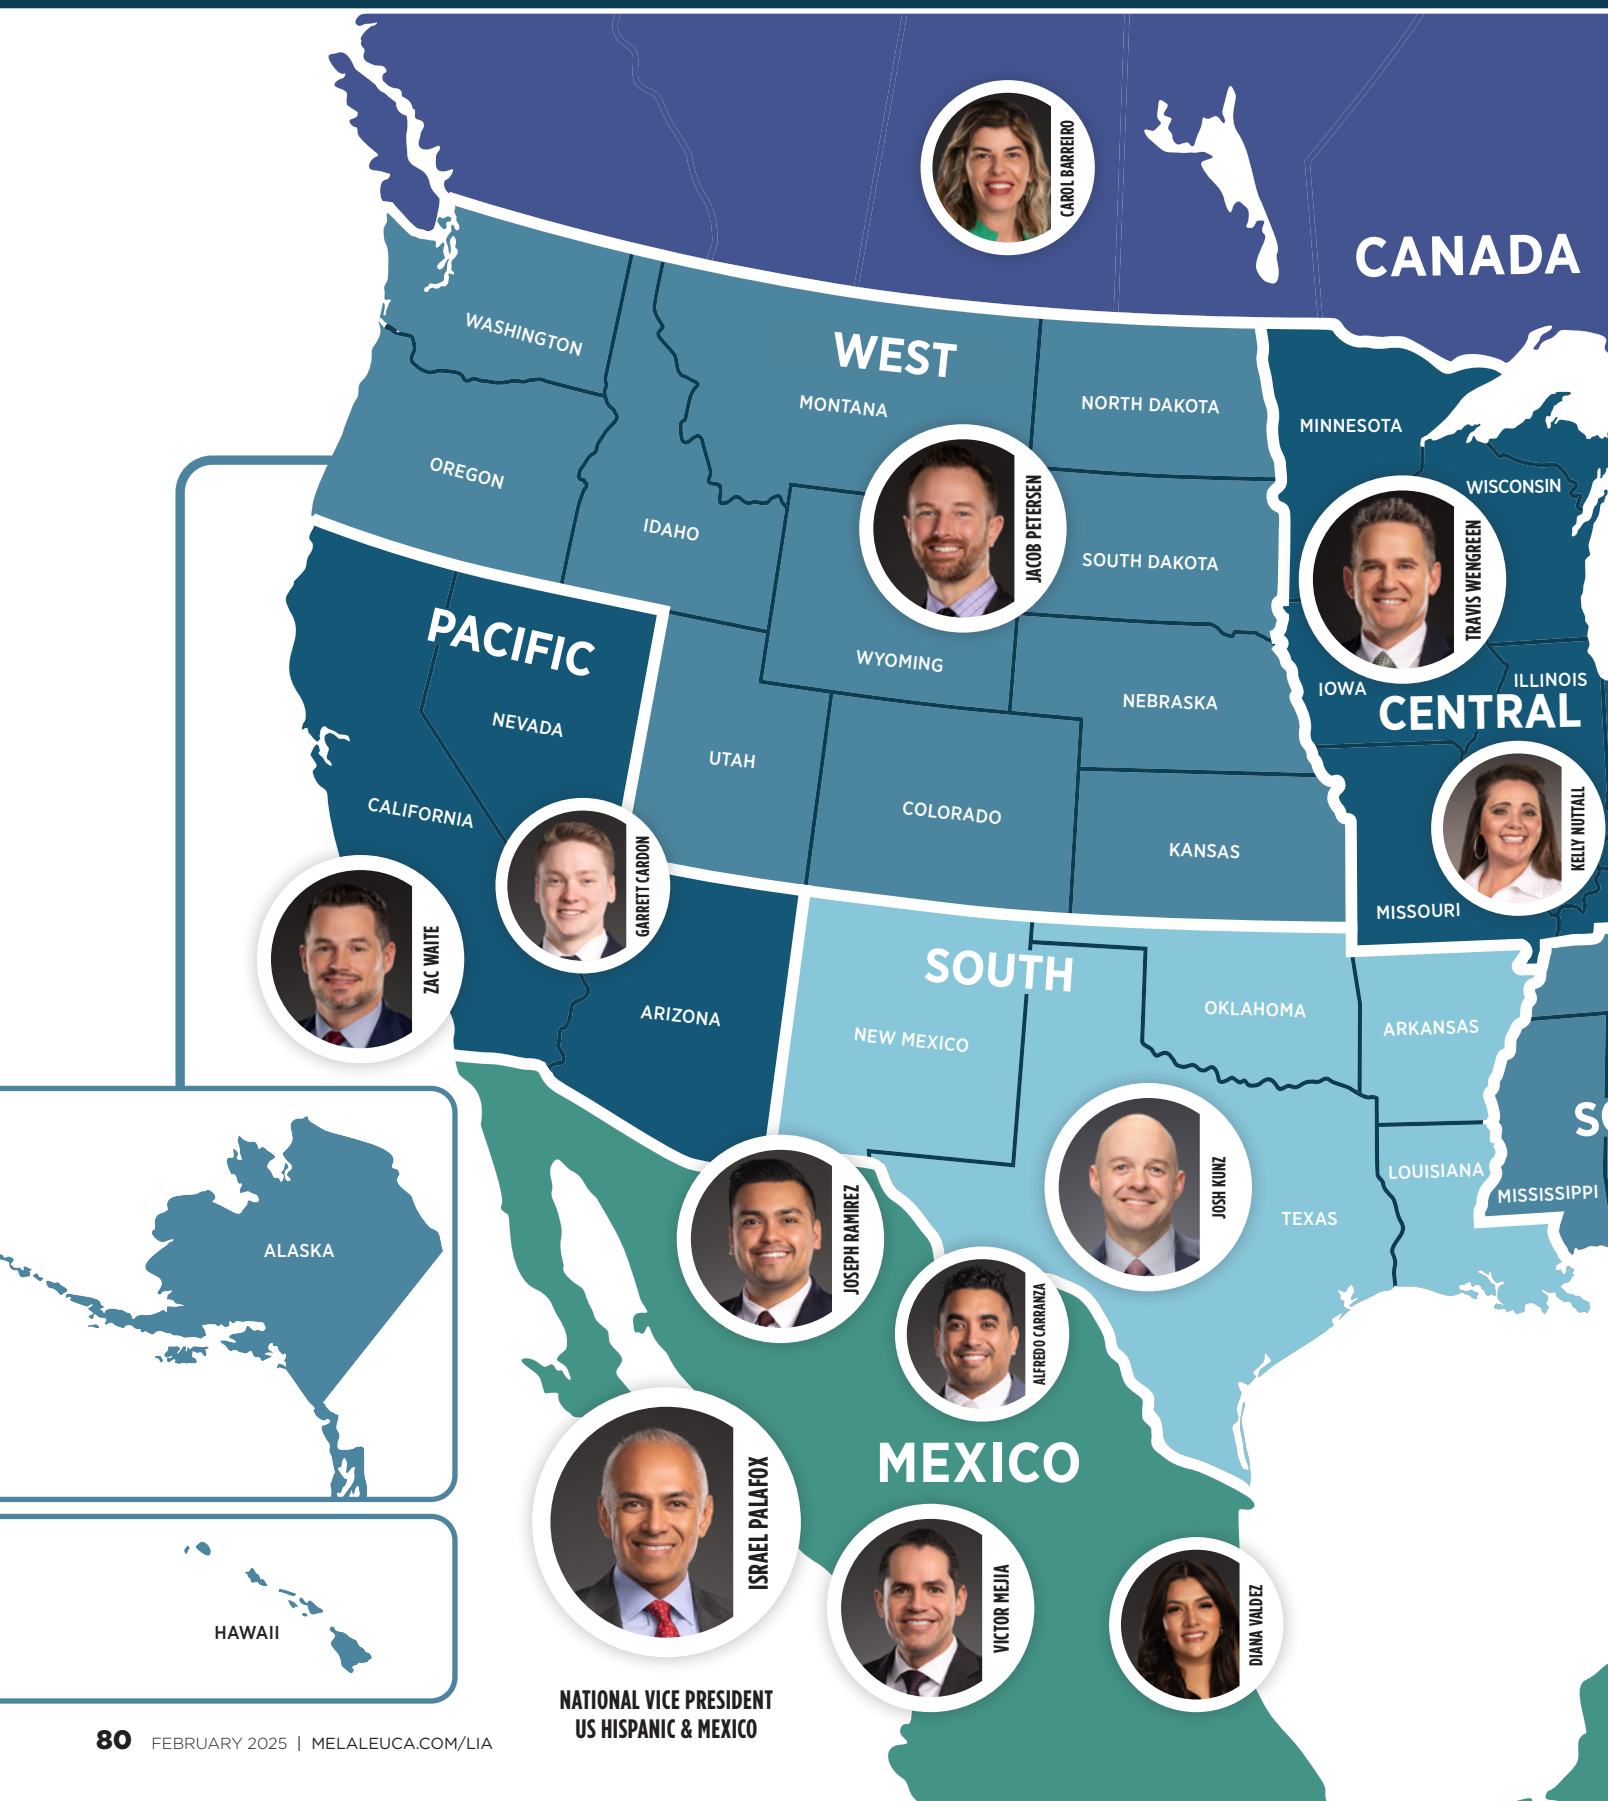 CAROL BARREIRO
CANADA
WASHINGTON
WEST
MONTANA
NORTH DAKOTA
MINNESOTA
OREGON
IDAHO
JACOB PETERSEN
SOUTH DAKOTA
WISCONSIN
TRAVIS WENGREEN
PACIFIC
WYOMING
NEBRASKA
IOWA
ILLINOIS
CENTRAL
NEVADA
UTAH
CALIFORNIA
COLORADO
KANSAS
KELLY NUTTALL
GARRETT CARDON
MISSOURI
ZAC WAITE
ARIZONA
SOUTH
NEW MEXICO
OKLAHOMA
ARKANSAS
SO
LOUISIANA
MISSISSIPPI
JOSH KUNZ
TEXAS
JOSEPH RAMIREZ
ALASKA
ALFREDO CARRANZA
MEXICO
ISRAEL PALAFOX
VICTOR MEJIA
DIANA VALDEZ
HAWAII
NATIONAL VICE PRESIDENT
US HISPANIC & MEXICO
80 FEBRUARY 2025 | MELALEUCA.COM/LIA